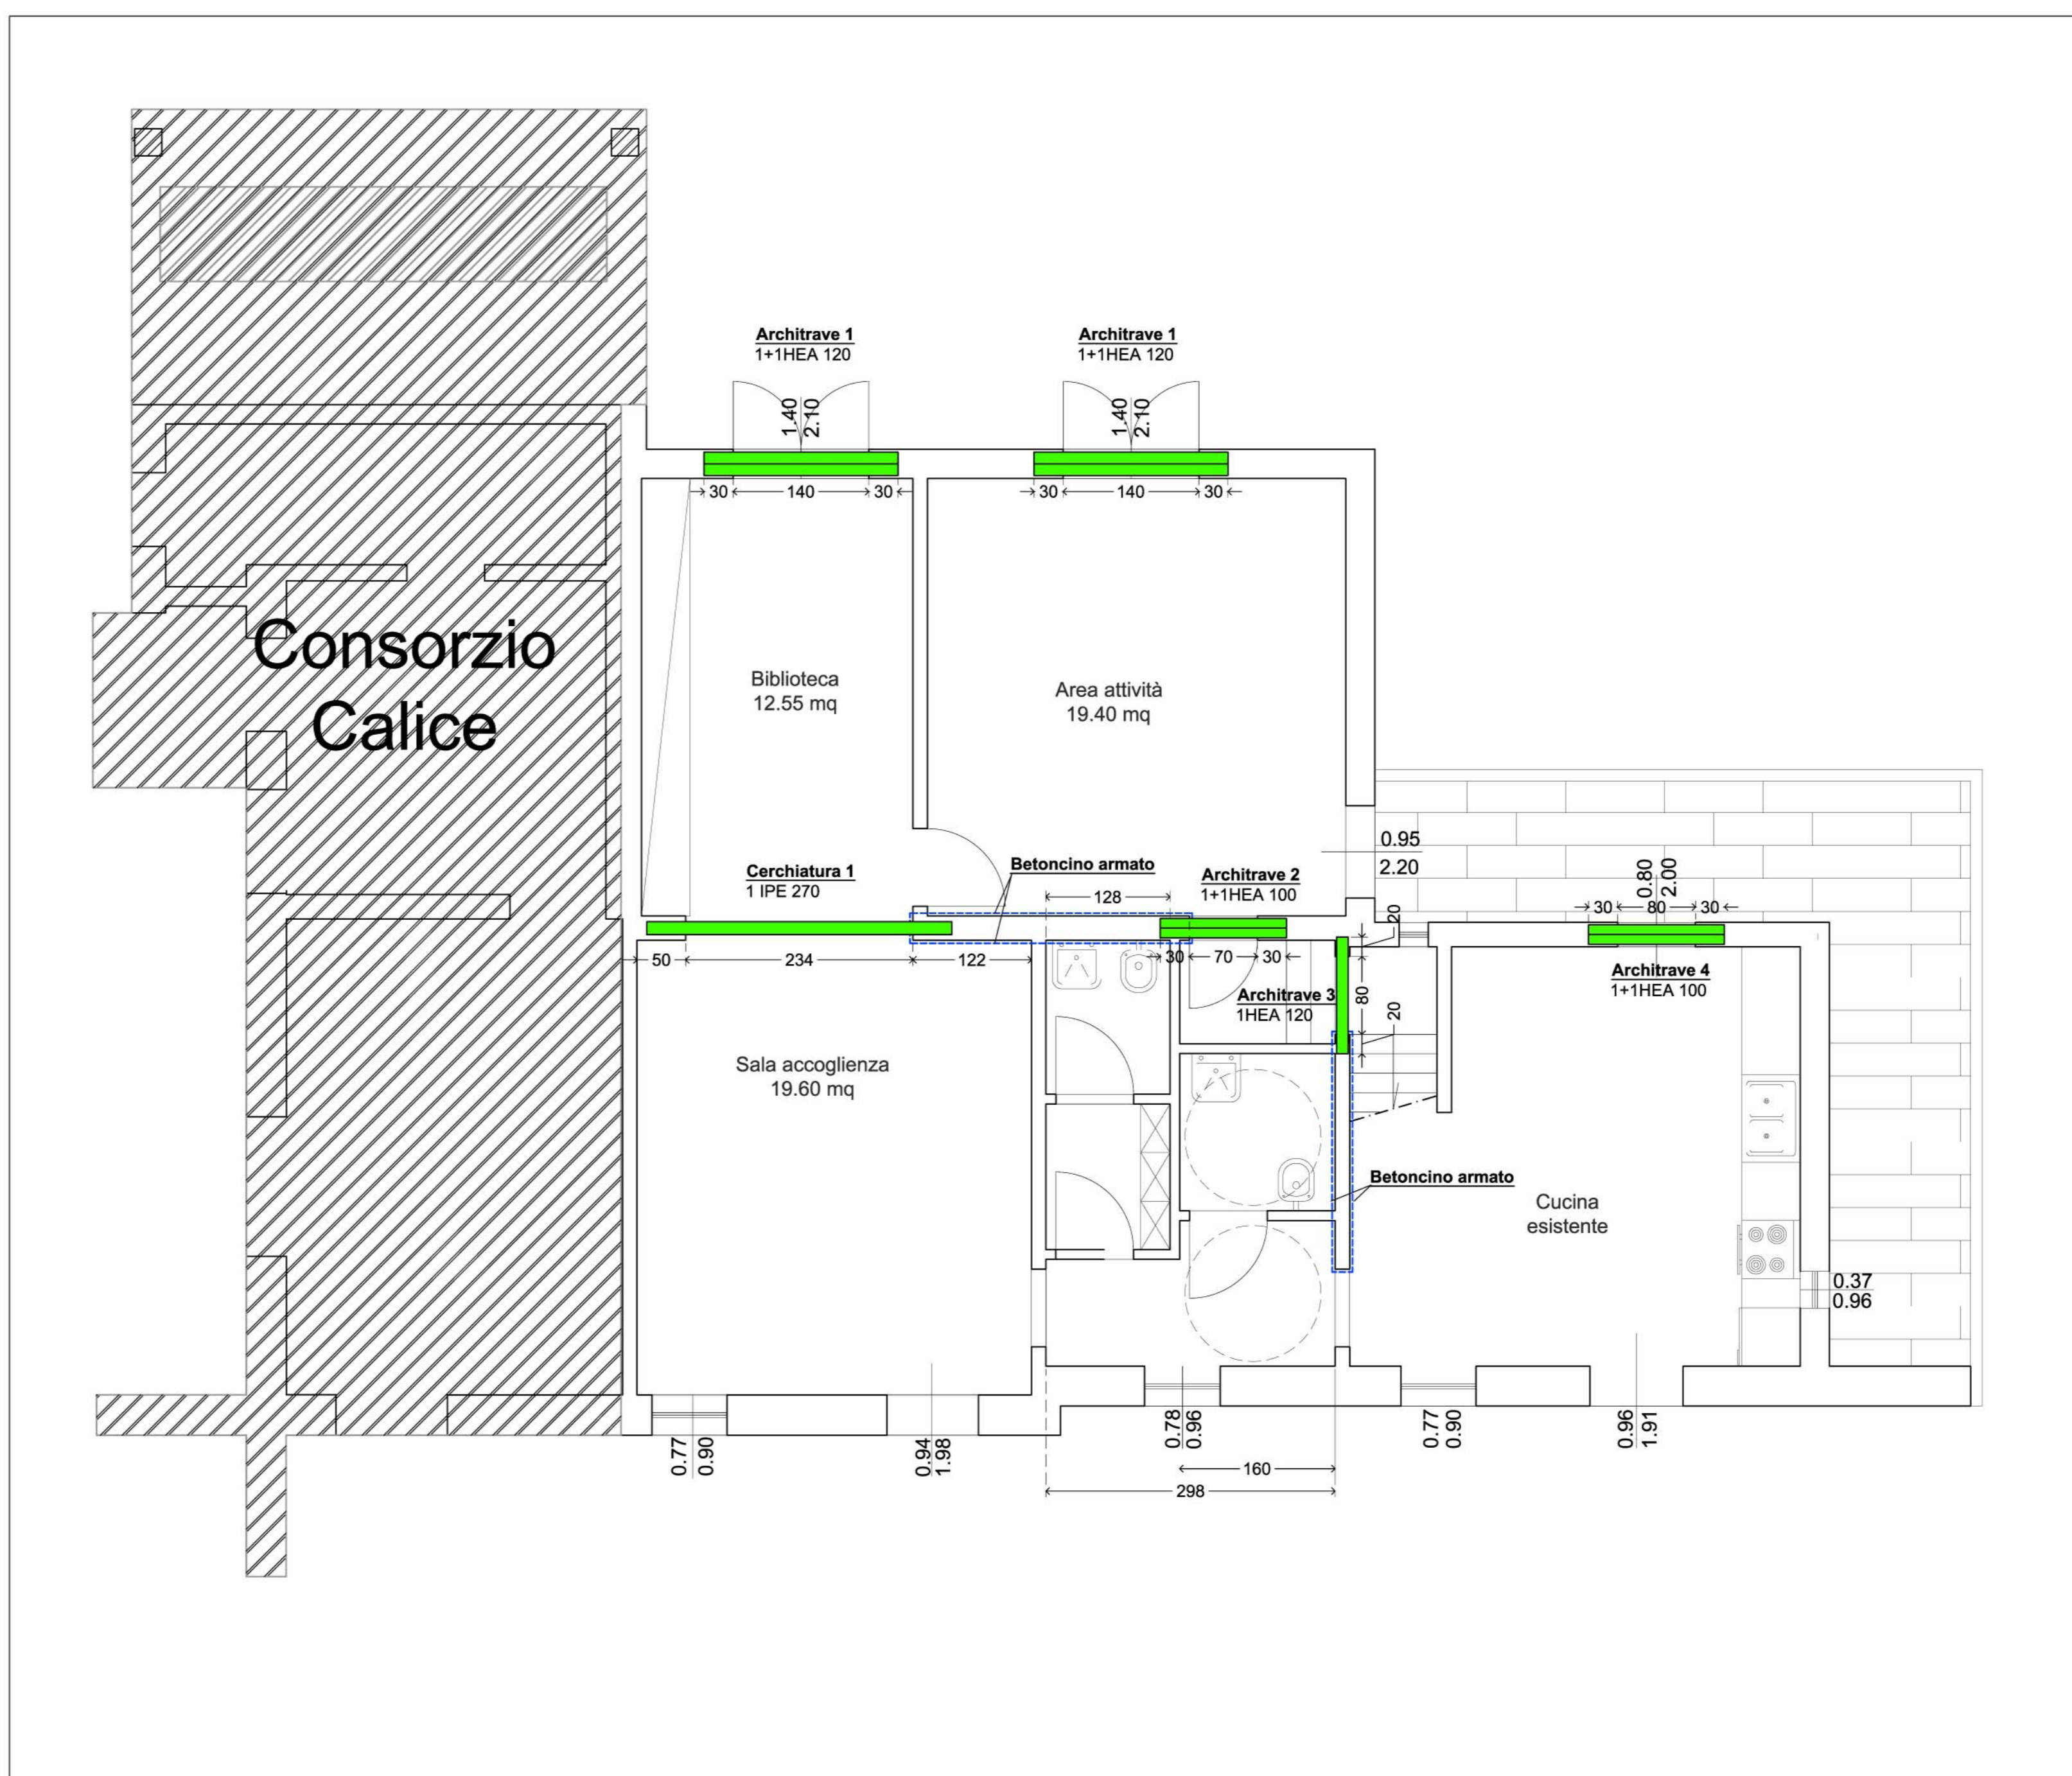 Architrave 1
1+1HEA 120
Architrave 1
1+1HEA 120
1.40
2.10
1.40
2.10
30
140
30
30
140
30
Consorzio
Calice
Biblioteca
12.55 mq
Area attività
19.40 mq
0.95
2.20
Cerchiatura 1
1 IPE 270
Betoncino armato
Architrave 2
1+1HEA 100
128
0.80
2.00
30
80
30
20
50
234
122
30
70
30
Architrave 4
1+1HEA 100
Architrave 3
1HEA 120
80
20
Sala accoglienza
19.60 mq
Betoncino armato
Cucina
esistente
0.37
0.96
0.77
0.90
0.94
1.98
0.78
0.96
0.77
0.90
0.96
1.91
160
298